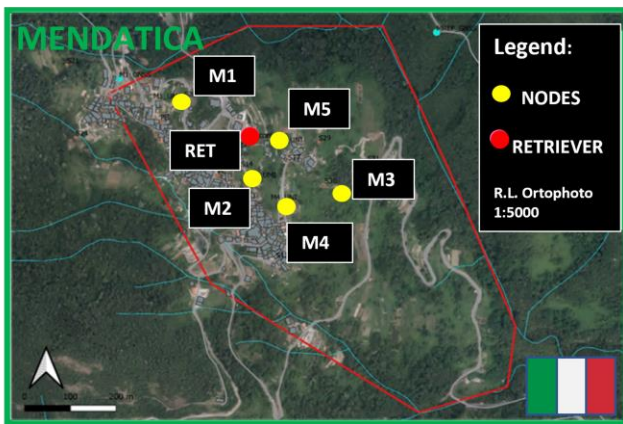 MENDATICA
Legend:
M1
NODES
M5
RET
RETRIEVER
M3
R.L. Ortophoto
1:5000
M2
M4
0 100 200 m